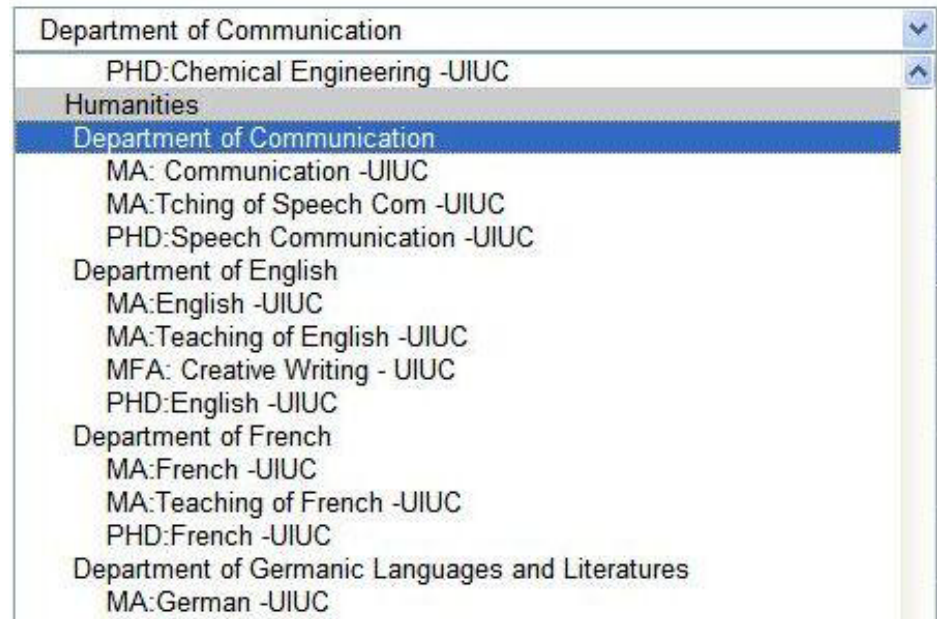 Department of Communication
PHD:Chemical Engineering -UIUC
Humanities
Department of Communication
MA: Communication -UIUC
MA:Tching of Speech Com -UIUC
PHD:Speech Communication -UIUC
Department of English
MA:English -UIUC
MA:Teaching of English -UIUC
MFA: Creative Writing - UIUC
PHD:English -UIUC
Department of French
MA:French -UIUC
MA:Teaching of French -UIUC
PHD:French -UIUC
Department of Germanic Languages and Literatures
MA:German -UIUC